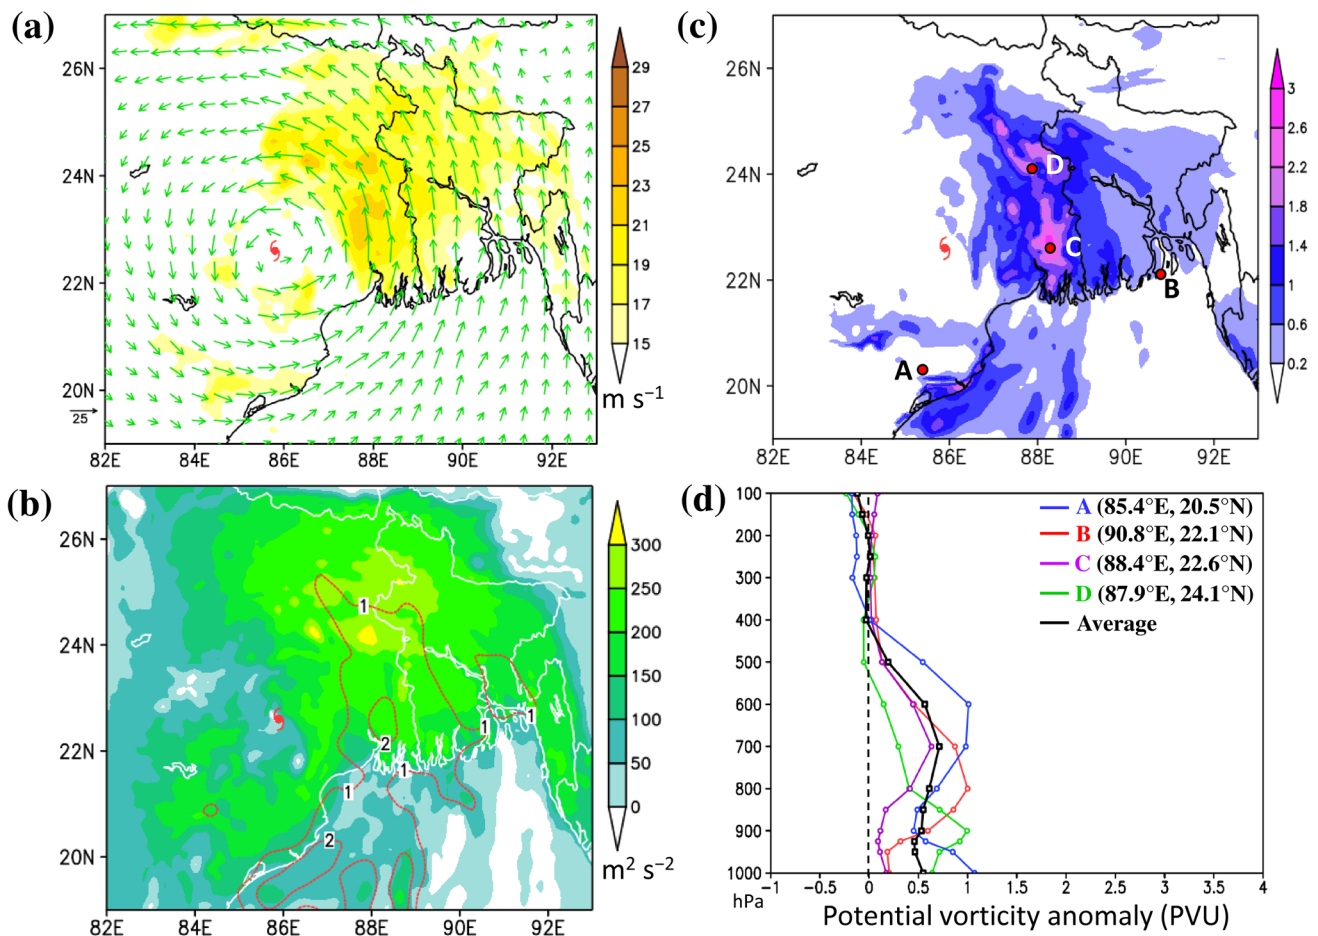 (a)
26N
24N
22N
20N
25
82E 84E 86E 88E 90E 92E
29
27
25
23
21
19
17
15
m s−1
(c)
26N
24N
22N
20N
82E 84E 86E 88E 90E 92E
D
C
B
A
3
2.6
2.2
1.8
1.4
1
0.6
0.2
(b)
26N
24N
22N
20N
82E 84E 86E 88E 90E 92E
1
1
1
2
1
1
2
300
250
200
150
100
50
0
m2 s−2
(d)
100
200
300
400
500
600
700
800
900
1000
hPa
A (85.4°E, 20.5°N)
B (90.8°E, 22.1°N)
C (88.4°E, 22.6°N)
D (87.9°E, 24.1°N)
Average
−1 −0.5 0 0.5 1 1.5 2 2.5 3 3.5 4
Potential vorticity anomaly (PVU)